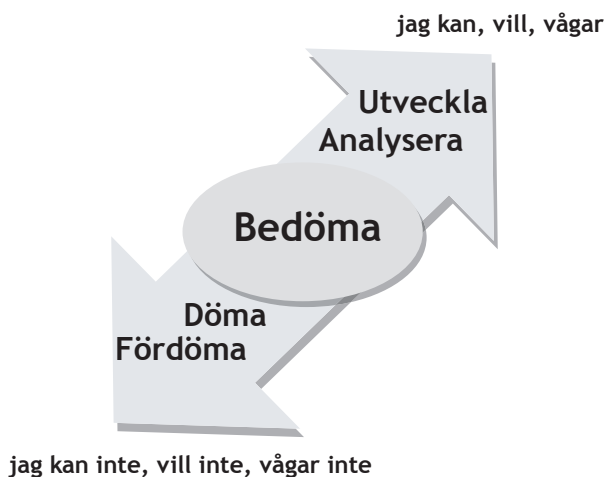 jag kan, vill, vågar
Utveckla
Analysera
Bedöma
Döma
Fördöma
jag kan inte, vill inte, vågar inte